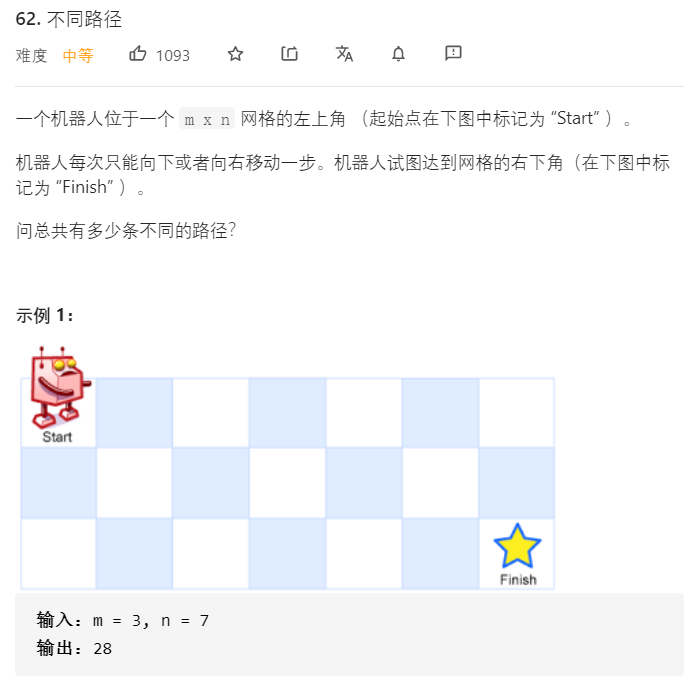 62. 不同路径
难度 中等 1093
一个机器人位于一个 m x n 网格的左上角 （起始点在下图中标记为 “Start” ）。
机器人每次只能向下或者向右移动一步。机器人试图达到网格的右下角（在下图中标
记为 “Finish” ）。
问总共有多少条不同的路径？
示例 1：
Start
Finish
输入：m = 3, n = 7
输出：28